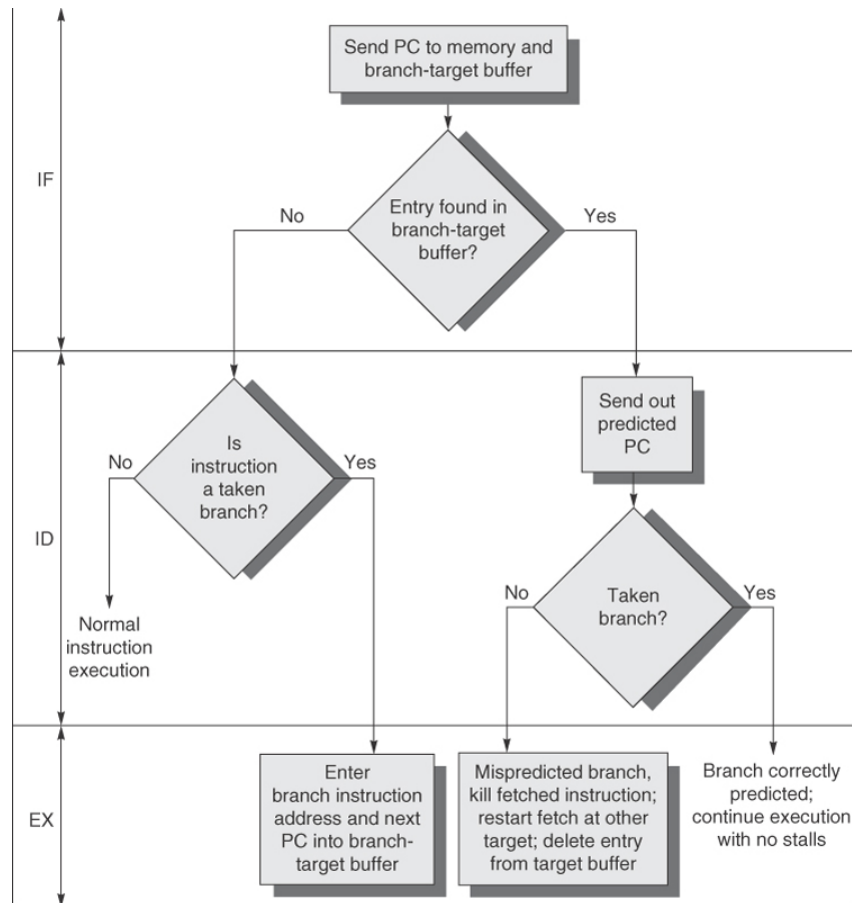 Send PC to memory and
branch-target buffer
IF
No
Entry found in
branch-target
buffer?
Yes
No
Is
instruction
a taken
branch?
Yes
Send out
predicted
PC
ID
Normal
instruction
execution
No
Taken
branch?
Yes
EX
Enter
branch instruction
address and next
PC into branch-
target buffer
Mispredicted branch,
kill fetched instruction;
restart fetch at other
target; delete entry
from target buffer
Branch correctly
predicted;
continue execution
with no stalls